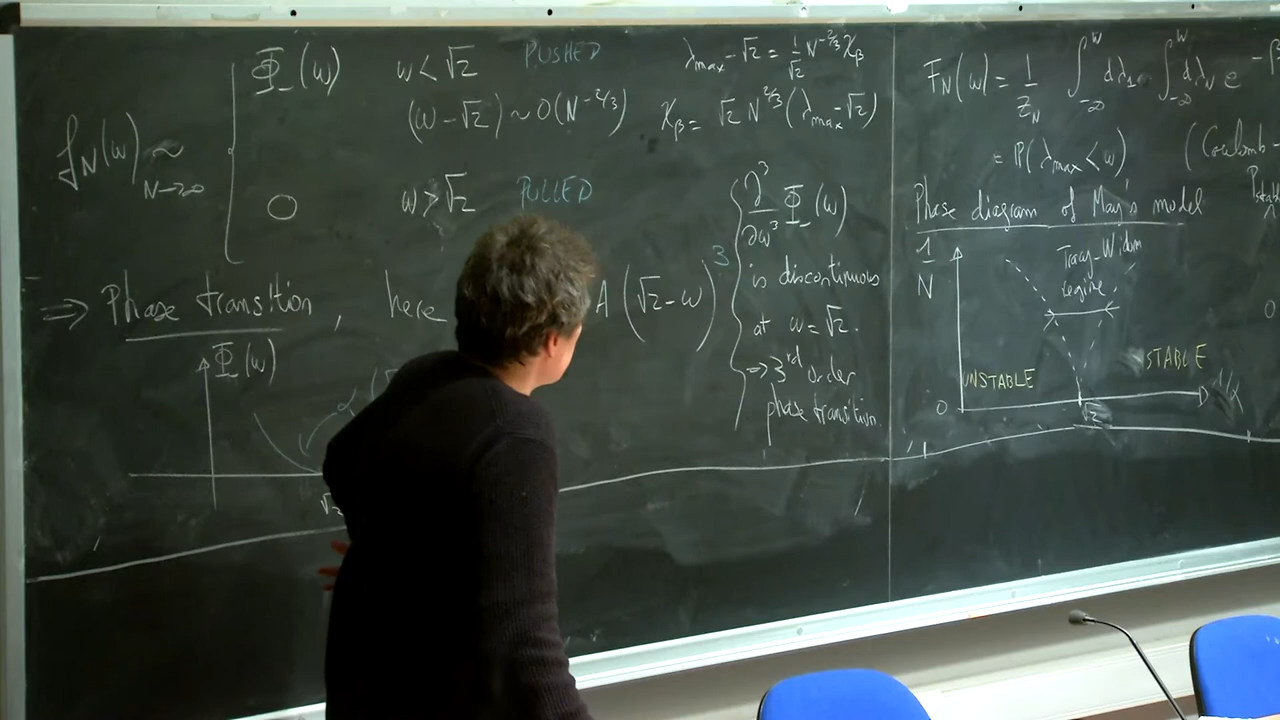 f_N(w) ~ N→∞
Φ_(w) w < √2 PUSHED
(w-√2) ~ O(N^{-2/3})
0 w > √2 PULLED
⇒ Phase transition, here A(√2-w)^3
Φ_(w)
α
√2
λ_max - √2 = 1/√2 N^{-2/3} χ_β
χ_β = √2 N^{2/3} (λ_max - √2)
∂^3/∂w^3 Φ_(w)
is discontinuous
at w = √2.
⇒ 3rd order
phase transition.
F_N(w) = 1/Z_N ∫_{-∞}^w dλ_1 ∫_{-∞}^w dλ_N e^{-β
= P(λ_max < w) (Coulomb-
Phase diagram of May's model
1/N
Tracy-Widom
regime
UNSTABLE STABLE
0 √2 1/α